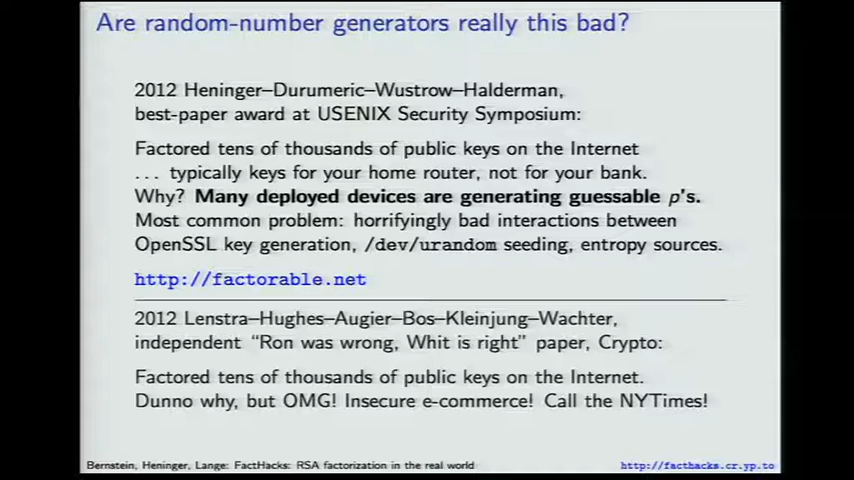 Are random-number generators really this bad?
2012 Heninger–Durumeric–Wustrow–Halderman,
best-paper award at USENIX Security Symposium:
Factored tens of thousands of public keys on the Internet
... typically keys for your home router, not for your bank.
Why? Many deployed devices are generating guessable p's.
Most common problem: horrifyingly bad interactions between
OpenSSL key generation, /dev/urandom seeding, entropy sources.
http://factorable.net
2012 Lenstra–Hughes–Augier–Bos–Kleinjung–Wachter,
independent "Ron was wrong, Whit is right" paper, Crypto:
Factored tens of thousands of public keys on the Internet.
Dunno why, but OMG! Insecure e-commerce! Call the NYTimes!
Bernstein, Heninger, Lange: FactHacks: RSA factorization in the real world
http://facthacks.cr.yp.to